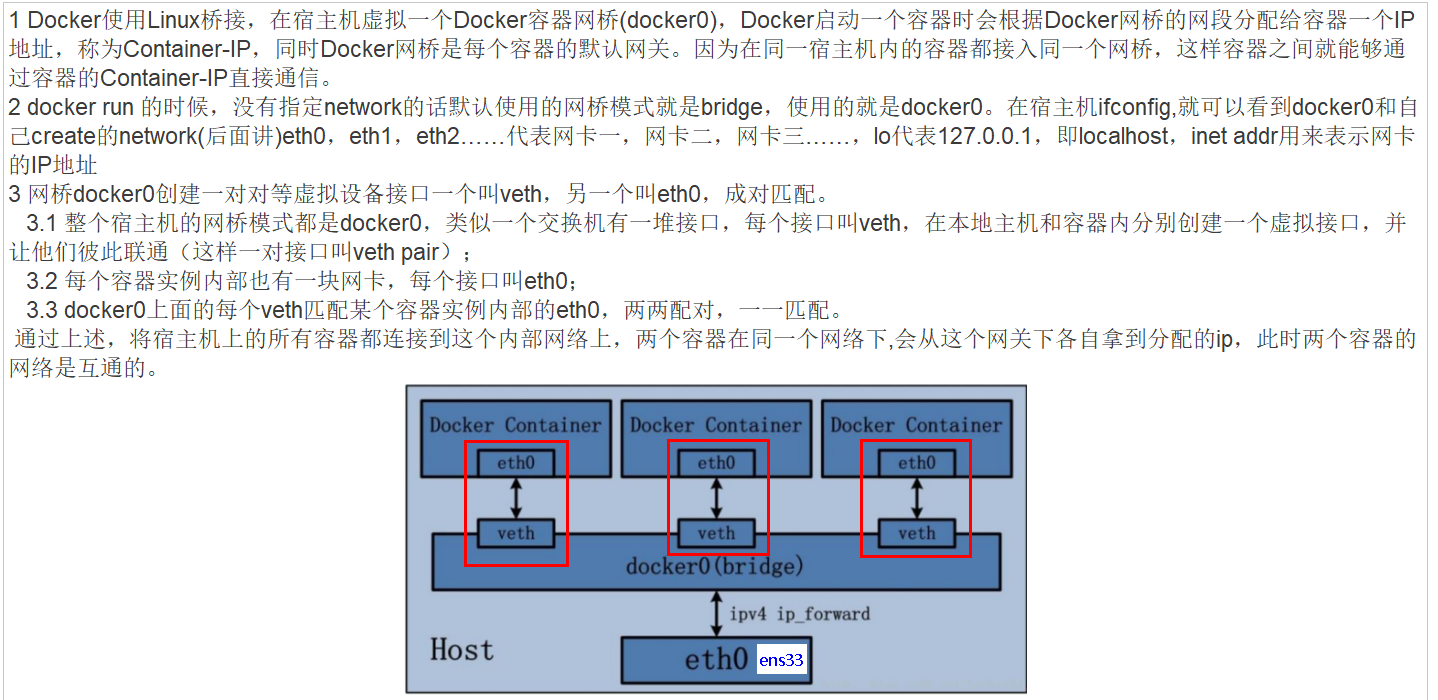 1 Docker使用Linux桥接，在宿主机虚拟一个Docker容器网桥(docker0)，Docker启动一个容器时会根据Docker网桥的网段分配给容器一个IP
地址，称为Container-IP，同时Docker网桥是每个容器的默认网关。因为在同一宿主机内的容器都接入同一个网桥，这样容器之间就能够通
过容器的Container-IP直接通信。
2 docker run 的时候，没有指定network的话默认使用的网桥模式就是bridge，使用的就是docker0。在宿主机ifconfig,就可以看到docker0和自
己create的network(后面讲)eth0，eth1，eth2……代表网卡一，网卡二，网卡三……，lo代表127.0.0.1，即localhost，inet addr用来表示网卡
的IP地址
3 网桥docker0创建一对对等虚拟设备接口一个叫veth，另一个叫eth0，成对匹配。
3.1 整个宿主机的网桥模式都是docker0，类似一个交换机有一堆接口，每个接口叫veth，在本地主机和容器内分别创建一个虚拟接口，并
让他们彼此联通（这样一对接口叫veth pair）；
3.2 每个容器实例内部也有一块网卡，每个接口叫eth0；
3.3 docker0上面的每个veth匹配某个容器实例内部的eth0，两两配对，一一匹配。
通过上述，将宿主机上的所有容器都连接到这个内部网络上，两个容器在同一个网络下,会从这个网关下各自拿到分配的ip，此时两个容器的
网络是互通的。
Docker Container Docker Container Docker Container
eth0 eth0 eth0
veth veth veth
docker0(bridge)
ipv4 ip_forward
Host
eth0 ens33